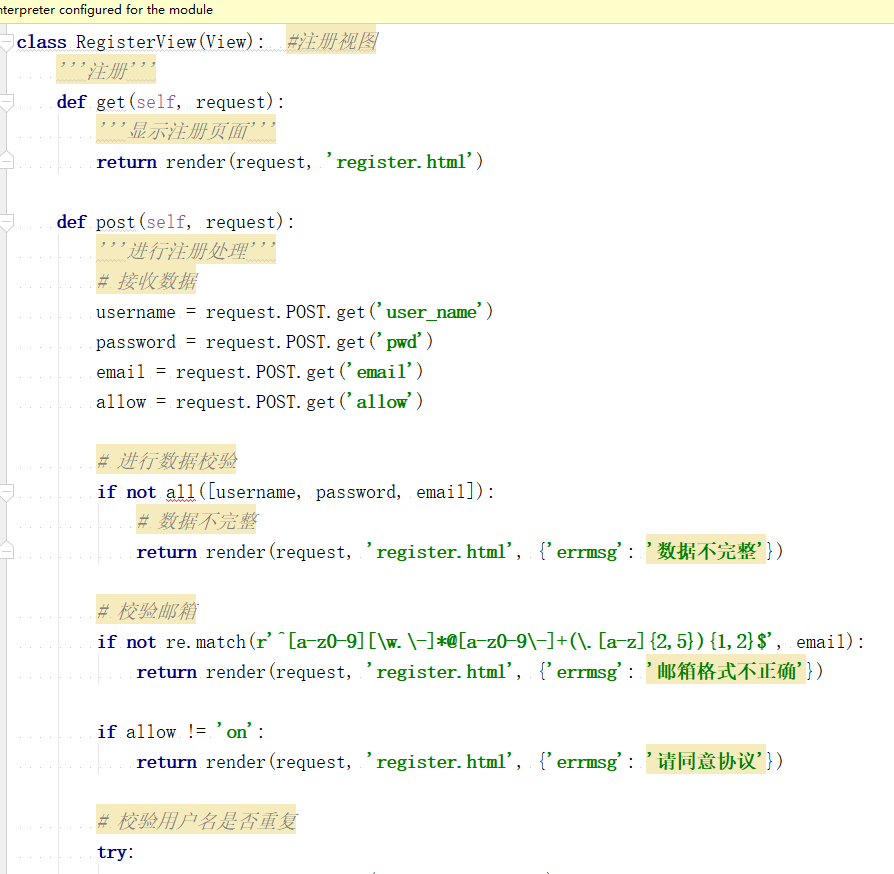 nterpreter configured for the module
class RegisterView(View):  #注册视图
    '''注册'''
    def get(self, request):
        '''显示注册页面'''
        return render(request, 'register.html')
    def post(self, request):
        '''进行注册处理'''
        # 接收数据
        username = request.POST.get('user_name')
        password = request.POST.get('pwd')
        email = request.POST.get('email')
        allow = request.POST.get('allow')
        # 进行数据校验
        if not all([username, password, email]):
            # 数据不完整
            return render(request, 'register.html', {'errmsg': '数据不完整'})
        # 校验邮箱
        if not re.match(r'^[a-z0-9][\w.\-]*@[a-z0-9\-]+(\.[a-z]{2,5}){1,2}$', email):
            return render(request, 'register.html', {'errmsg': '邮箱格式不正确'})
        if allow != 'on':
            return render(request, 'register.html', {'errmsg': '请同意协议'})
        # 校验用户名是否重复
        try: